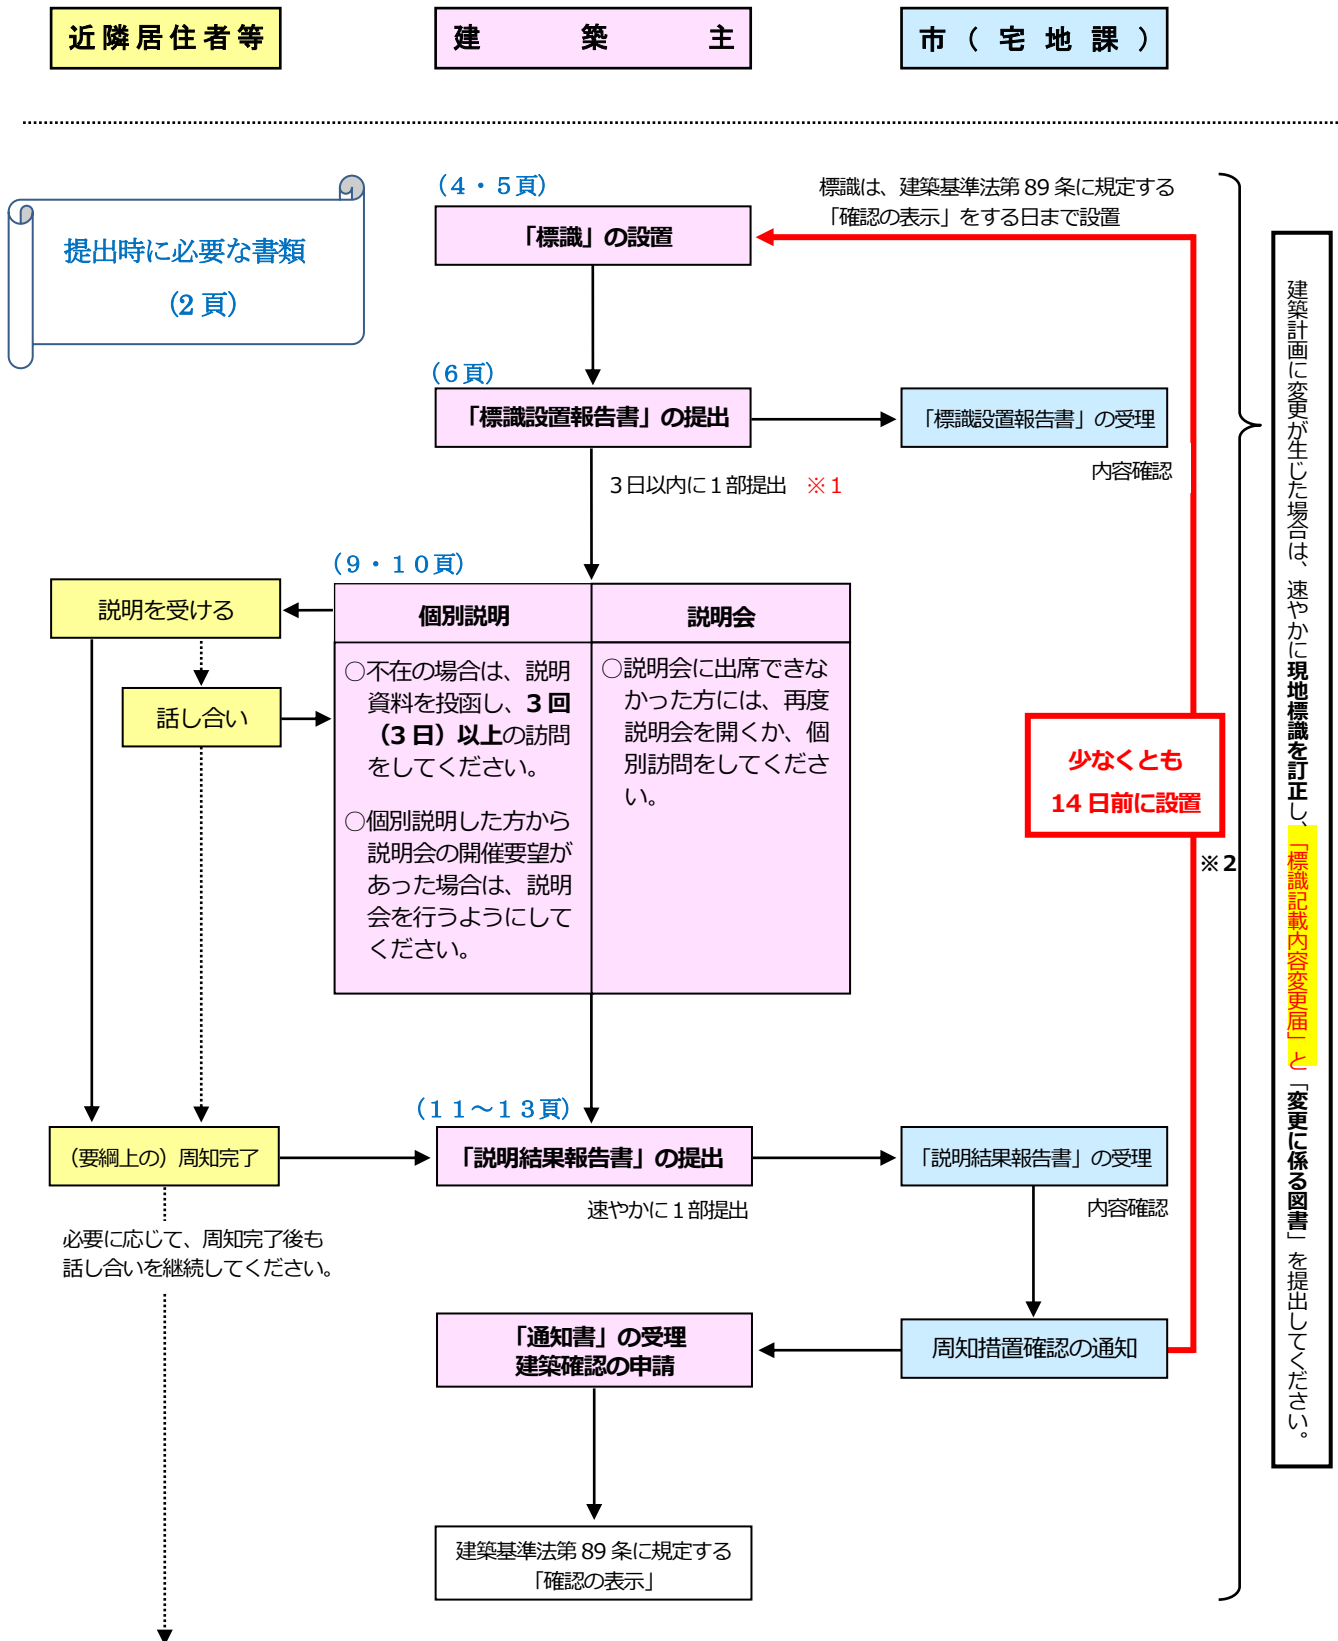 近隣居住者等
建築主
市（宅地課）
提出時に必要な書類
（2 頁）
（４・５頁）
標識は、建築基準法第 89 条に規定する
「確認の表示」をする日まで設置
「標識」の設置
（６頁）
「標識設置報告書」の提出
「標識設置報告書」の受理
３日以内に１部提出　※１
内容確認
（９・１０頁）
説明を受ける
話し合い
個別説明
○不在の場合は、説明
資料を投函し、3 回
（3 日）以上の訪問
をしてください。
○個別説明した方から
説明会の開催要望が
あった場合は、説明
会を行うようにして
ください。
説明会
○説明会に出席できな
かった方には、再度
説明会を開くか、個
別訪問をしてくださ
い。
少なくとも
14 日前に設置
※2
（１１～１３頁）
（要綱上の）周知完了
「説明結果報告書」の提出
「説明結果報告書」の受理
速やかに１部提出
内容確認
必要に応じて、周知完了後も
話し合いを継続してください。
「通知書」の受理
建築確認の申請
周知措置確認の通知
建築基準法第 89 条に規定する
「確認の表示」
建築計画に変更が生じた場合は、速やかに現地標識を訂正し、「標識記載内容変更届」と「変更に係る図書」を提出してください。